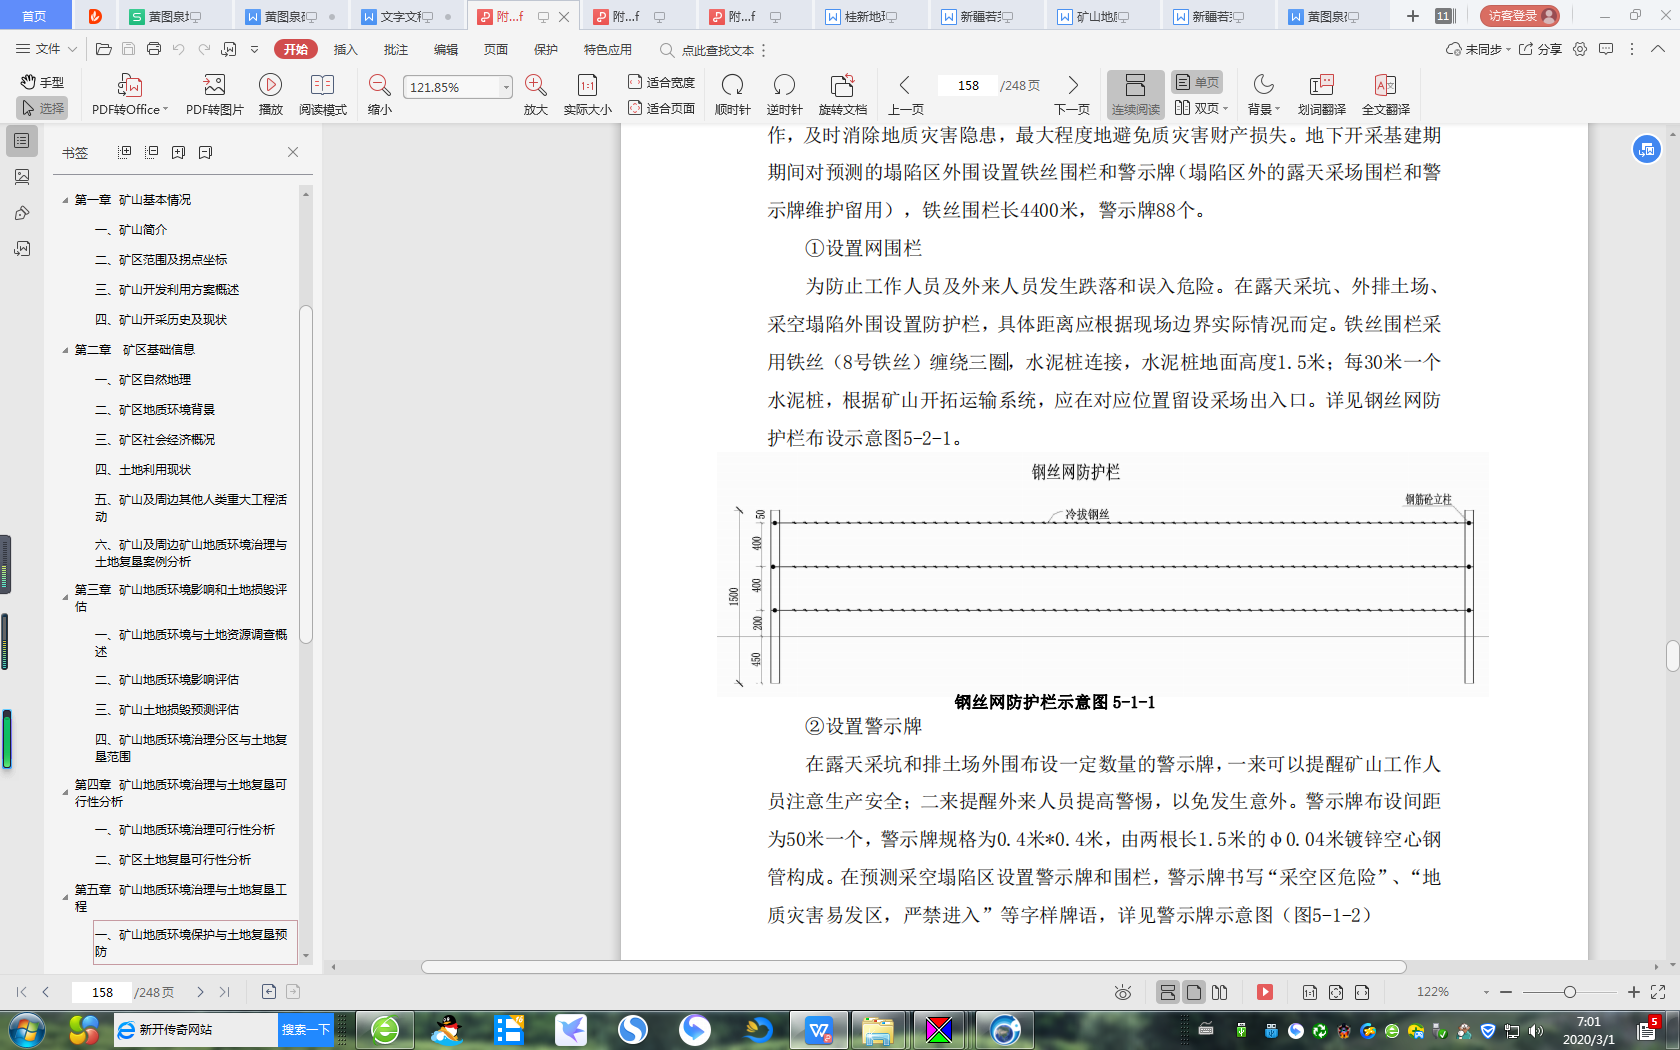 首页
黄图泉
黄图泉
文字文
附...f
附...f
附...f
桂新地
新疆若
矿山地质
新疆若
黄图泉
11
访客登录
文件
开始
插入
批注
编辑
页面
保护
特色应用
点此查找文本
未同步
分享
手型
选择
PDF转Office
PDF转图片
播放
阅读模式
缩小
121.85%
放大
实际大小
适合宽度
适合页面
顺时针
逆时针
旋转文档
上一页
158
/248页
下一页
连续阅读
单页
双页
背景
划词翻译
全文翻译
书签
第一章 矿山基本情况
一、矿山简介
二、矿区范围及拐点坐标
三、矿山开发利用方案概述
四、矿山开采历史及现状
第二章 矿区基础信息
一、矿区自然地理
二、矿区地质环境背景
三、矿区社会经济概况
四、土地利用现状
五、矿山及周边其他人类重大工程活
动
六、矿山及周边矿山地质环境治理与
土地复垦案例分析
第三章 矿山地质环境影响和土地损毁评
估
一、矿山地质环境与土地资源调查概
述
二、矿山地质环境影响评估
三、矿山土地损毁预测评估
四、矿山地质环境治理分区与土地复
垦范围
第四章 矿山地质环境治理与土地复垦可
行性分析
一、矿山地质环境治理可行性分析
二、矿区土地复垦可行性分析
第五章 矿山地质环境治理与土地复垦工
程
一、矿山地质环境保护与土地复垦预
防
作，及时消除地质灾害隐患，最大程度地避免质灾害财产损失。地下开采基建期
期间对预测的塌陷区外围设置铁丝围栏和警示牌（塌陷区外的露天采场围栏和警
示牌维护留用），铁丝围栏长4400米，警示牌88个。
①设置网围栏
为防止工作人员及外来人员发生跌落和误入危险。在露天采坑、外排土场、
采空塌陷外围设置防护栏，具体距离应根据现场边界实际情况而定。铁丝围栏采
用铁丝（8号铁丝）缠绕三圈，水泥桩连接，水泥桩地面高度1.5米；每30米一个
水泥桩，根据矿山开拓运输系统，应在对应位置留设采场出入口。详见钢丝网防
护栏布设示意图5-2-1。
钢丝网防护栏
冷拔钢丝
钢筋砼立柱
50
400
400
200
450
1500
钢丝网防护栏示意图 5-1-1
②设置警示牌
在露天采坑和排土场外围布设一定数量的警示牌，一来可以提醒矿山工作人
员注意生产安全；二来提醒外来人员提高警惕，以免发生意外。警示牌布设间距
为50米一个，警示牌规格为0.4米*0.4米，由两根长1.5米的φ0.04米镀锌空心钢
管构成。在预测采空塌陷区设置警示牌和围栏，警示牌书写“采空区危险”、“地
质灾害易发区，严禁进入”等字样牌语，详见警示牌示意图（图5-1-2）
158
/248页
122%
新开传奇网站
搜索一下
7:01
2020/3/1
5